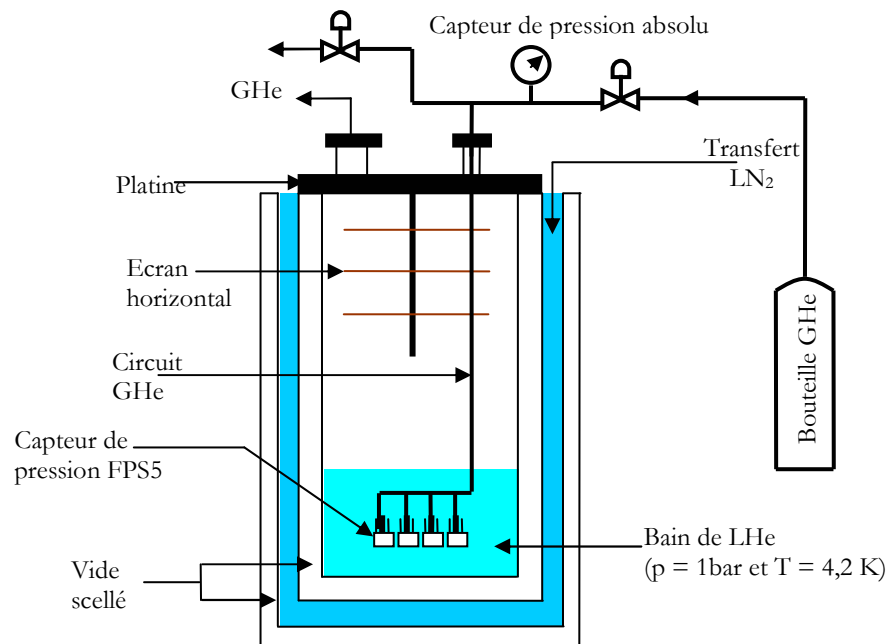 Capteur de pression absolu
GHe
Transfert
LN₂
Platine
Ecran
horizontal
Circuit
GHe
Bouteille GHe
Capteur de
pression FPS5
Bain de LHe
(p = 1bar et T = 4,2 K)
Vide
scellé